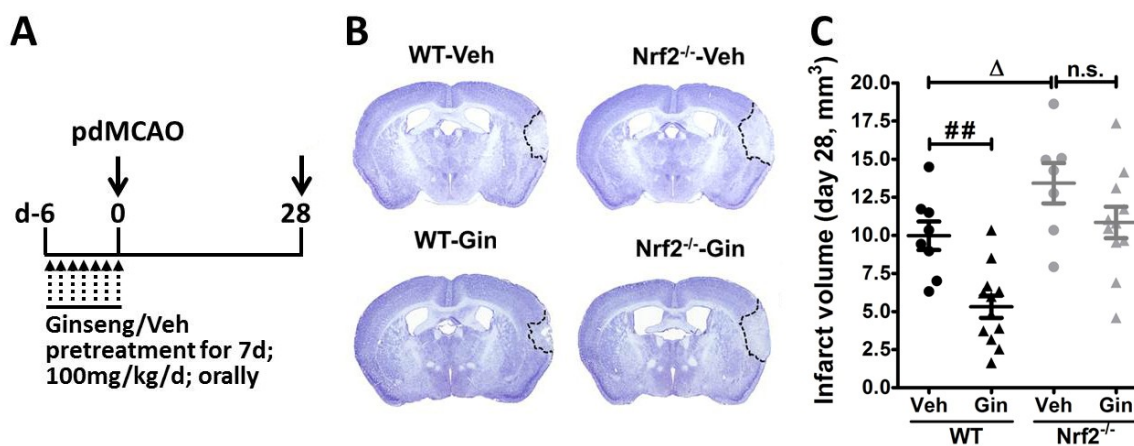 A
pdMCAO
d-6 0 28
Ginseng/Veh
pretreatment for 7d;
100mg/kg/d; orally
B
WT-Veh Nrf2⁻/⁻-Veh
WT-Gin Nrf2⁻/⁻-Gin
C
Infarct volume (day 28, mm³)
Δ n.s.
##
20.0
17.5
15.0
12.5
10.0
7.5
5.0
2.5
0.0
Veh Gin Veh Gin
WT Nrf2⁻/⁻